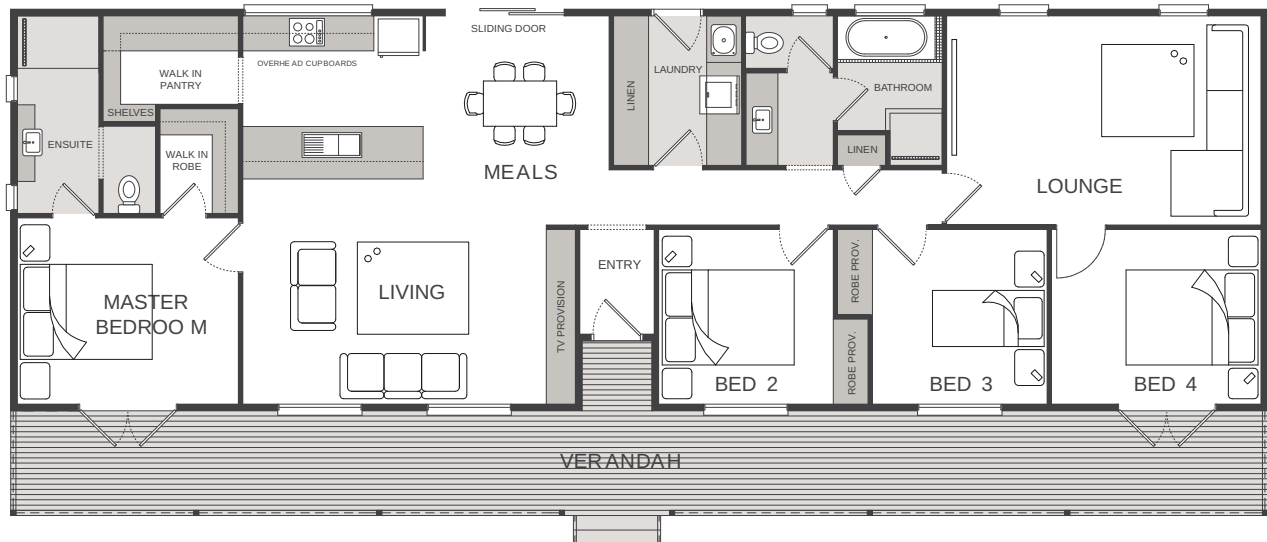 SLIDING DOOR
OVERHE AD CUPBOARDS
WALK IN
PANTRY
SHELVES
ENSUITE
WALK IN
ROBE
MEALS
LINEN
LAUNDRY
BATHROOM
LINEN
LOUNGE
MASTER
BEDROO M
LIVING
TV PROVISION
ENTRY
ROBE PROV.
ROBE PROV.
BED 2
BED 3
BED 4
VERANDAH